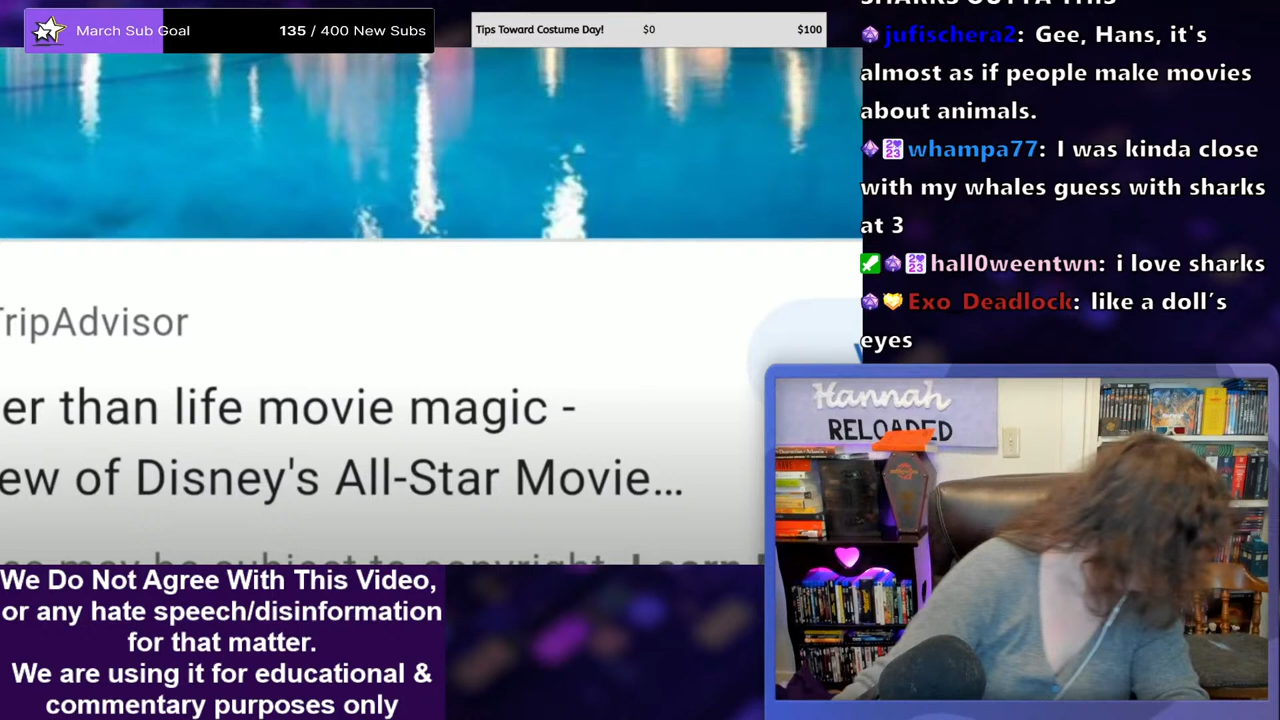 March Sub Goal
135 / 400 New Subs
Tips Toward Costume Day!
$0
$100
jufischera2: Gee, Hans, it's
almost as if people make movies
about animals.
whampa77: I was kinda close
with my whales guess with sharks
at 3
hall0weentwn: i love sharks
Exo_Deadlock: like a doll's
eyes
TripAdvisor
er than life movie magic -
ew of Disney's All-Star Movie...
We Do Not Agree With This Video,
or any hate speech/disinformation
for that matter.
We are using it for educational &
commentary purposes only
Hannah
RELOADED